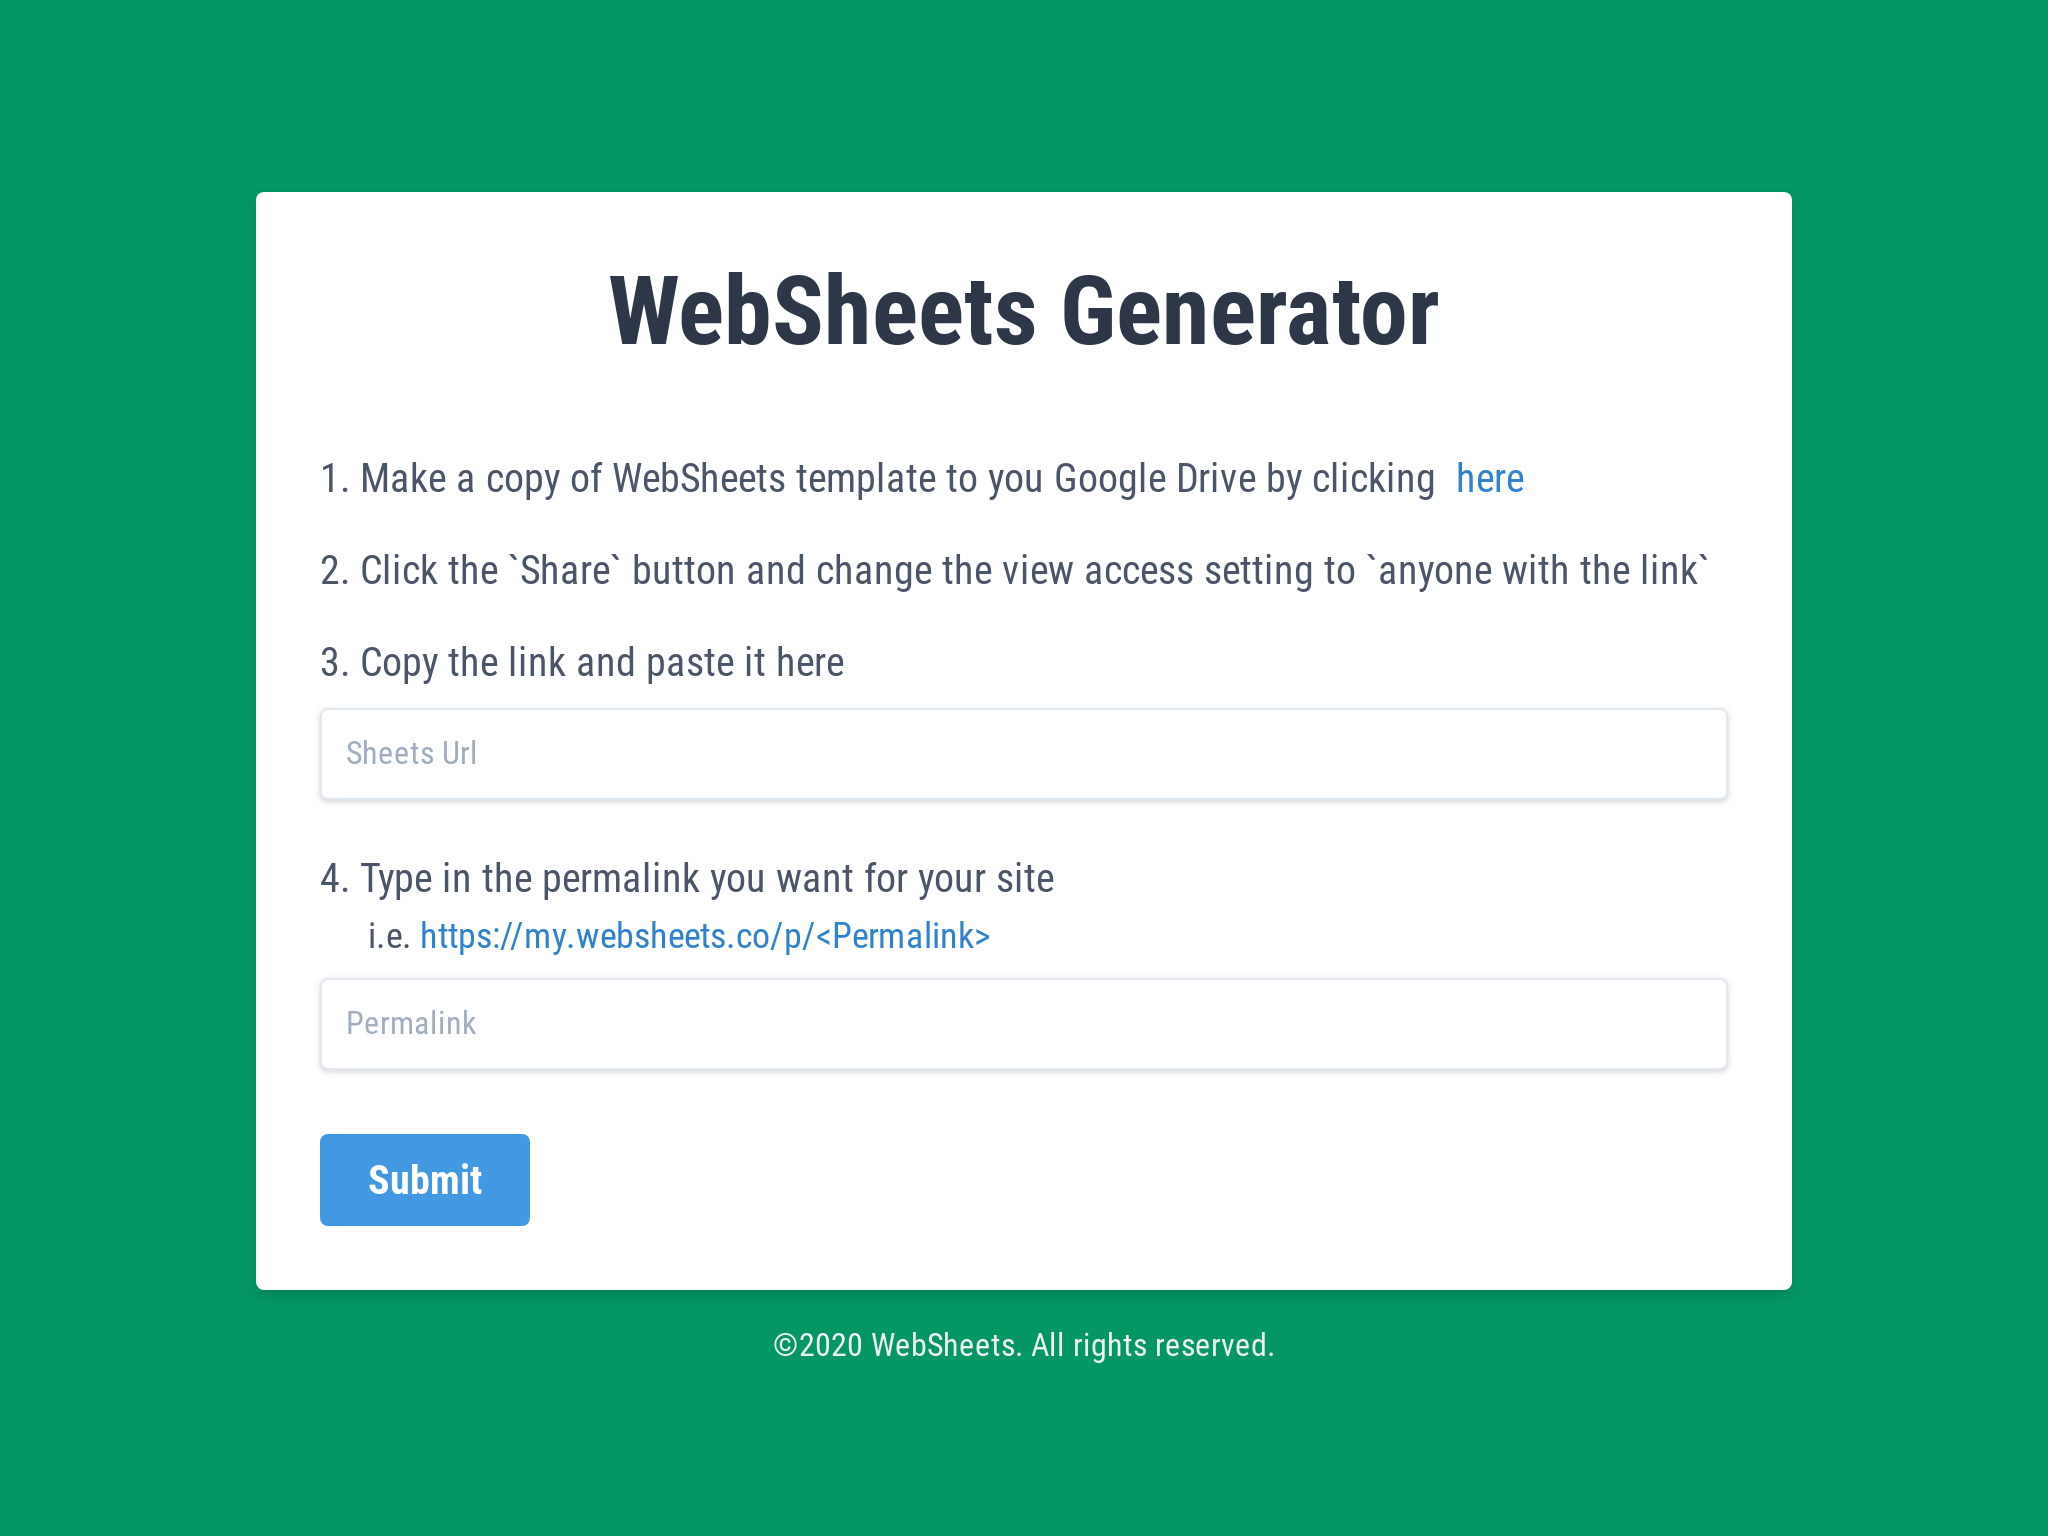 WebSheets Generator
1. Make a copy of WebSheets template to you Google Drive by clicking here
2. Click the `Share` button and change the view access setting to `anyone with the link`
3. Copy the link and paste it here
Sheets Url
4. Type in the permalink you want for your site
i.e. https://my.websheets.co/p/<Permalink>
Permalink
Submit
©2020 WebSheets. All rights reserved.